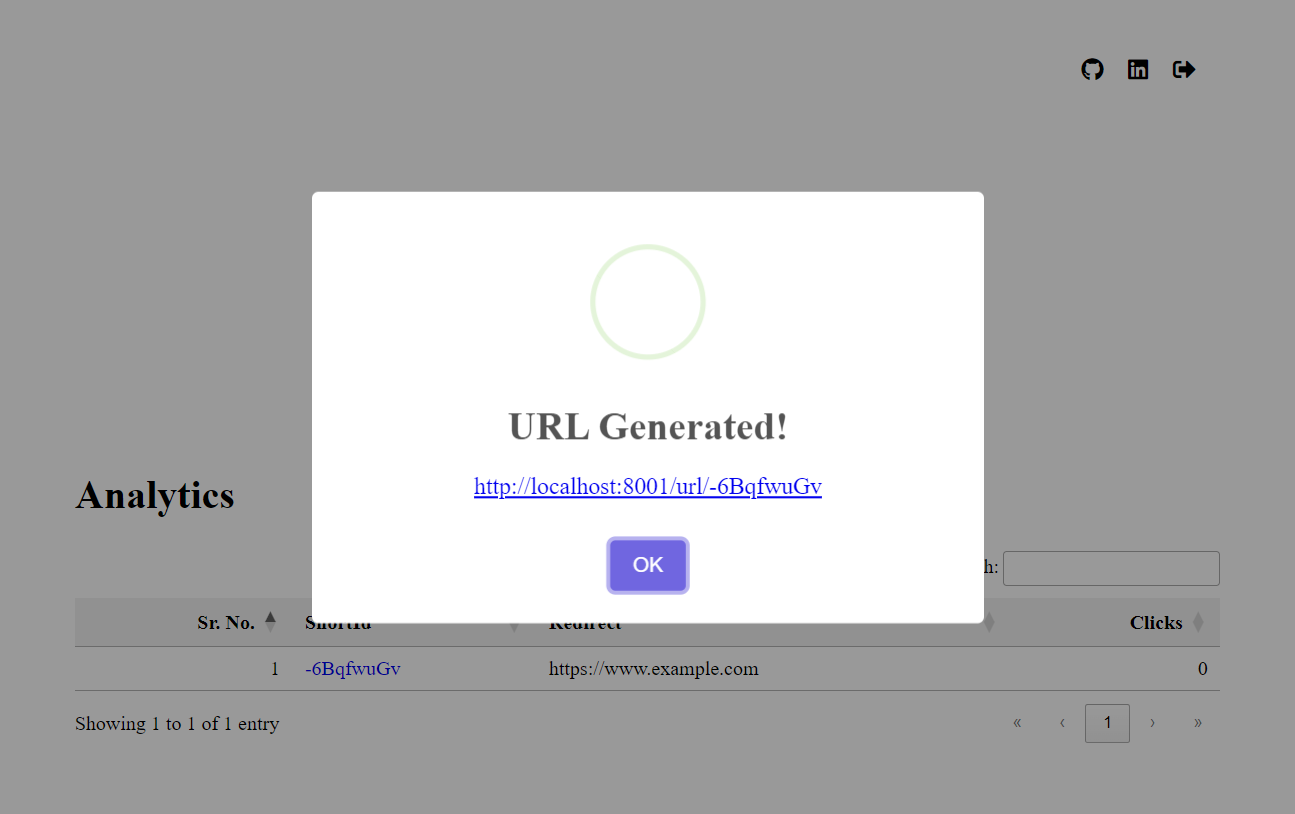 URL Generated!
http://localhost:8001/url/-6BqfwuGv
OK
Analytics
h:
Sr. No. ShortId Redirect Clicks
1 -6BqfwuGv https://www.example.com 0
Showing 1 to 1 of 1 entry
« ‹ 1 › »